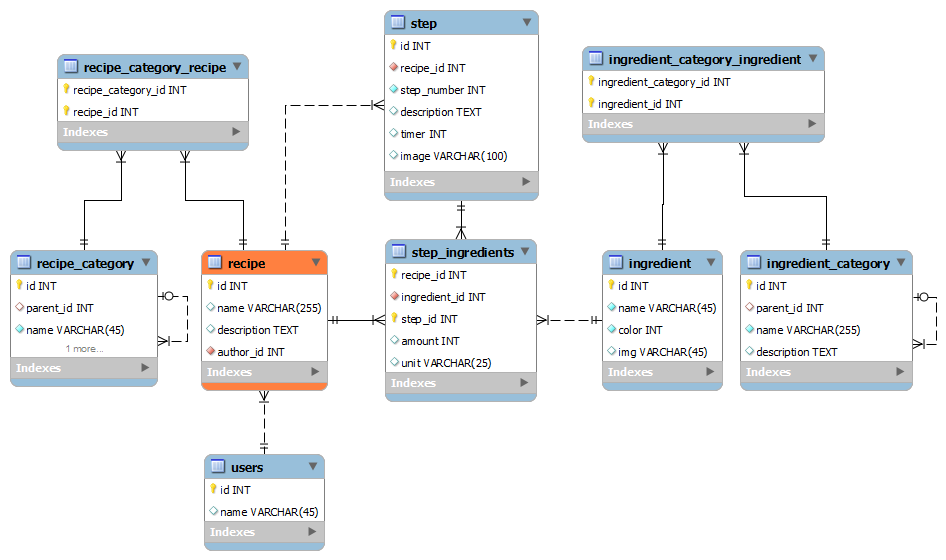 step
id INT
recipe_id INT
step_number INT
description TEXT
timer INT
image VARCHAR(100)
Indexes
recipe_category_recipe
recipe_category_id INT
recipe_id INT
Indexes
ingredient_category_ingredient
ingredient_category_id INT
ingredient_id INT
Indexes
recipe_category
id INT
parent_id INT
name VARCHAR(45)
1 more...
Indexes
recipe
id INT
name VARCHAR(255)
description TEXT
author_id INT
Indexes
step_ingredients
recipe_id INT
ingredient_id INT
step_id INT
amount INT
unit VARCHAR(25)
Indexes
ingredient
id INT
name VARCHAR(45)
color INT
img VARCHAR(45)
Indexes
ingredient_category
id INT
parent_id INT
name VARCHAR(255)
description TEXT
Indexes
users
id INT
name VARCHAR(45)
Indexes